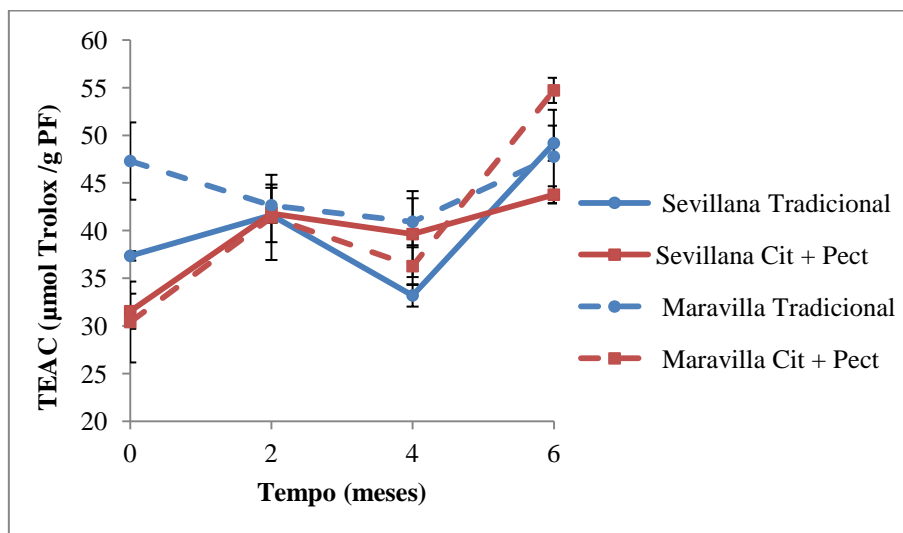 60
55
50
45
40
35
30
25
20
TEAC (µmol Trolox /g PF)
0
2
4
6
Tempo (meses)
Sevillana Tradicional
Sevillana Cit + Pect
Maravilla Tradicional
Maravilla Cit + Pect